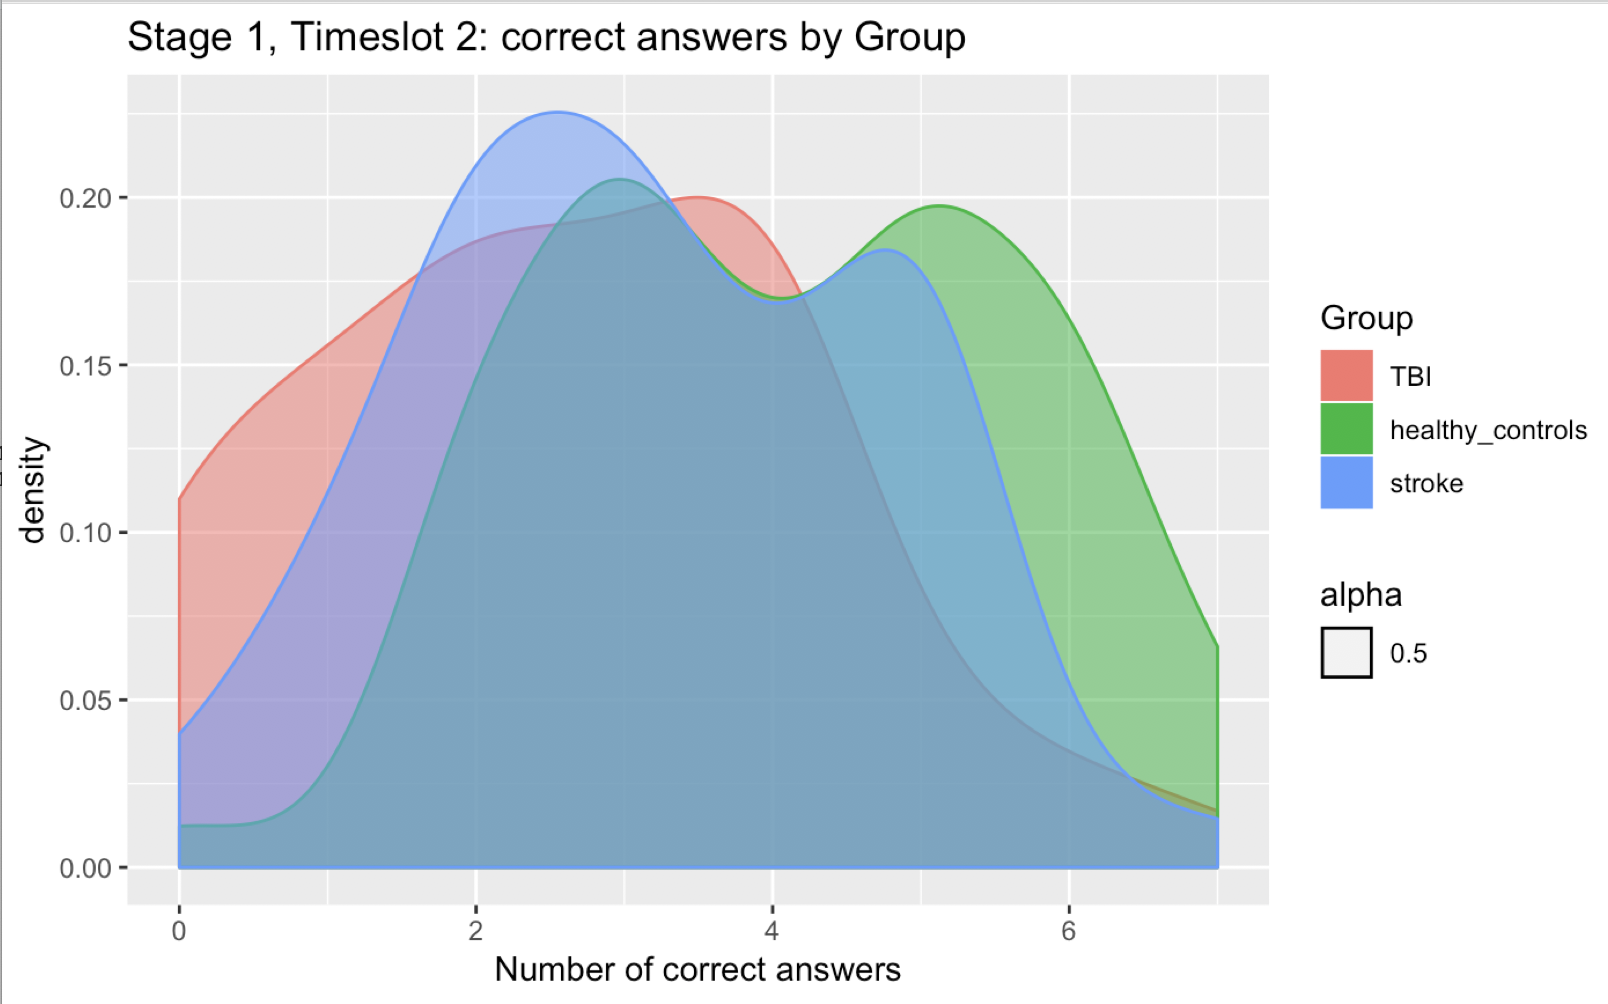 Stage 1, Timeslot 2: correct answers by Group
0.20
0.15
0.10
0.05
0.00
density
0 2 4 6
Number of correct answers
Group
TBI
healthy_controls
stroke
alpha
0.5